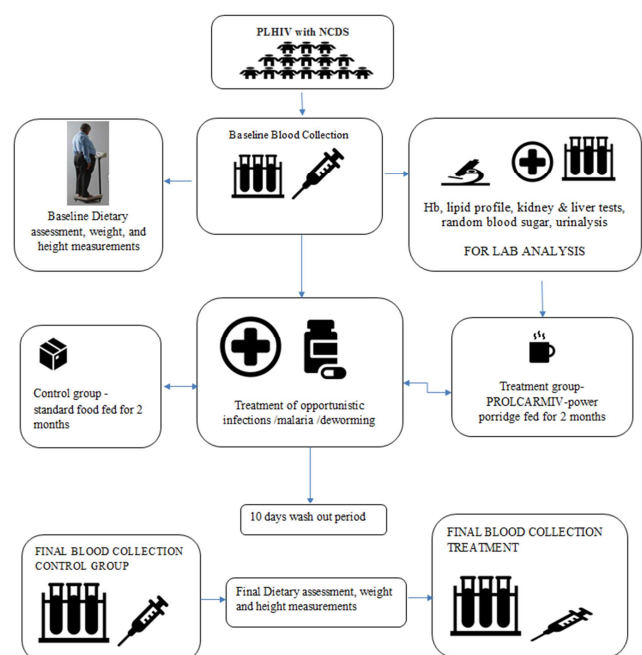 PLHIV with NCDS
Baseline Blood Collection
Baseline Dietary
assessment, weight, and
height measurements
Hb, lipid profile, kidney & liver tests,
random blood sugar, urinalysis
FOR LAB ANALYSIS
Control group -
standard food fed for 2
months
Treatment of opportunistic
infections /malaria /deworming
Treatment group-
PROLCARMIV-power
porridge fed for 2 months
10 days wash out period
FINAL BLOOD COLLECTION
CONTROL GROUP
Final Dietary assessment, weight
and height measurements
FINAL BLOOD COLLECTION
TREATMENT